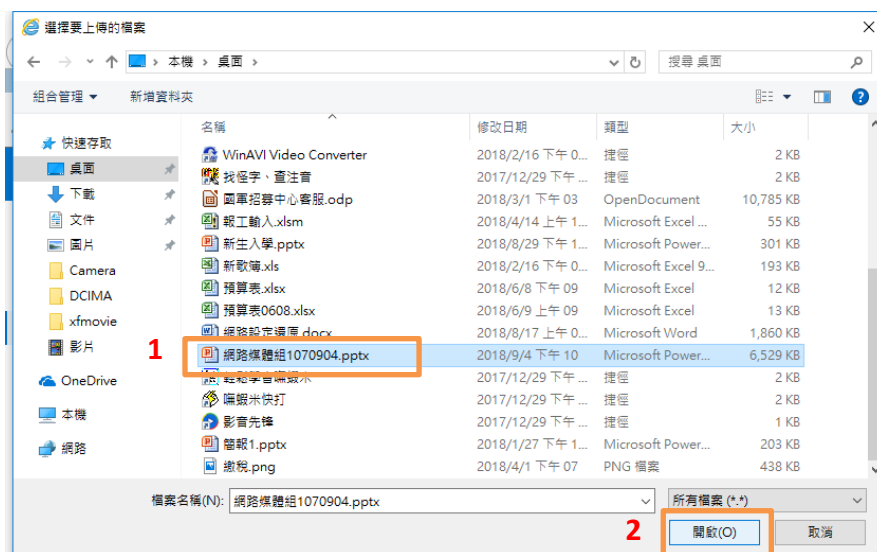 選擇要上傳的檔案
本機 › 桌面 ›
搜尋 桌面
組合管理 新增資料夾
名稱 修改日期 類型 大小
快速存取
桌面
下載
文件
圖片
Camera
DCIMA
xfmovie
影片
OneDrive
本機
網路
WinAVI Video Converter 2018/2/16 下午 0... 捷徑 2 KB
找怪字、查注音 2017/12/29 下午 ... 捷徑 2 KB
國軍招募中心客服.odp 2018/3/1 下午 03 OpenDocument 10,785 KB
報工輸入.xlsm 2018/4/14 上午 1... Microsoft Excel ... 55 KB
新生入學.pptx 2018/8/29 下午 1... Microsoft Power... 301 KB
新歌簿.xls 2018/2/16 下午 0... Microsoft Excel 9... 193 KB
預算表.xlsx 2018/6/8 下午 09 Microsoft Excel 12 KB
預算表0608.xlsx 2018/6/9 上午 09 Microsoft Excel 13 KB
網路設定還原.docx 2018/8/17 上午 0... Microsoft Word 1,860 KB
1
網路媒體組1070904.pptx 2018/9/4 下午 10 Microsoft Power... 6,529 KB
輕鬆學會嘸蝦米 2017/12/29 下午 ... 捷徑 2 KB
嘸蝦米快打 2017/12/29 下午 ... 捷徑 2 KB
影音先锋 2017/12/29 下午 ... 捷徑 1 KB
簡報1.pptx 2018/1/27 下午 1... Microsoft Power... 203 KB
繳稅.png 2018/4/1 下午 07 PNG 檔案 438 KB
檔案名稱(N): 網路媒體組1070904.pptx 所有檔案 (*.*)
2
開啟(O) 取消